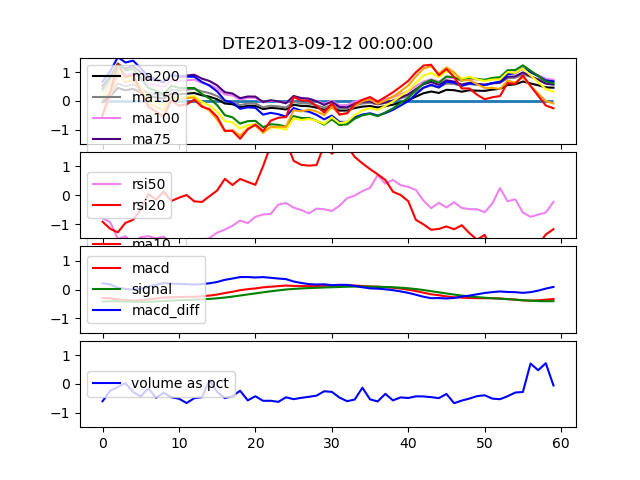 DTE2013-09-12 00:00:00
1
0
−1
ma200
ma150
ma100
ma75
1
0
−1
rsi50
rsi20
ma10
1
0
−1
macd
signal
macd_diff
1
0
−1
volume as pct
0 10 20 30 40 50 60